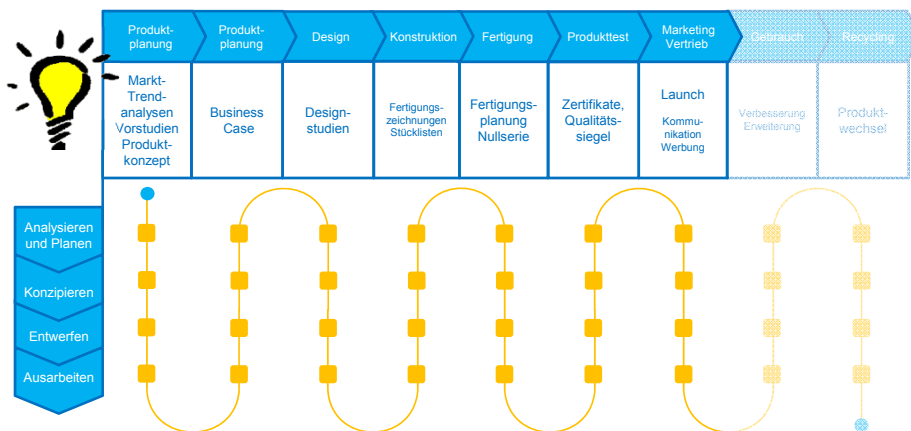 Produkt-
planung
Produkt-
planung
Design
Konstruktion
Fertigung
Produkttest
Marketing
Vertrieb
Gebrauch
Recycling
Markt-
Trend-
analysen
Vorstudien
Produkt-
konzept
Business
Case
Design-
studien
Fertigungs-
zeichnungen
Stücklisten
Fertigungs-
planung
Nullserie
Zertifikate,
Qualitäts-
siegel
Launch
Kommu-
nikation
Werbung
Verbesserung
Erweiterung
Produkt-
wechsel
Analysieren
und Planen
Konzipieren
Entwerfen
Ausarbeiten